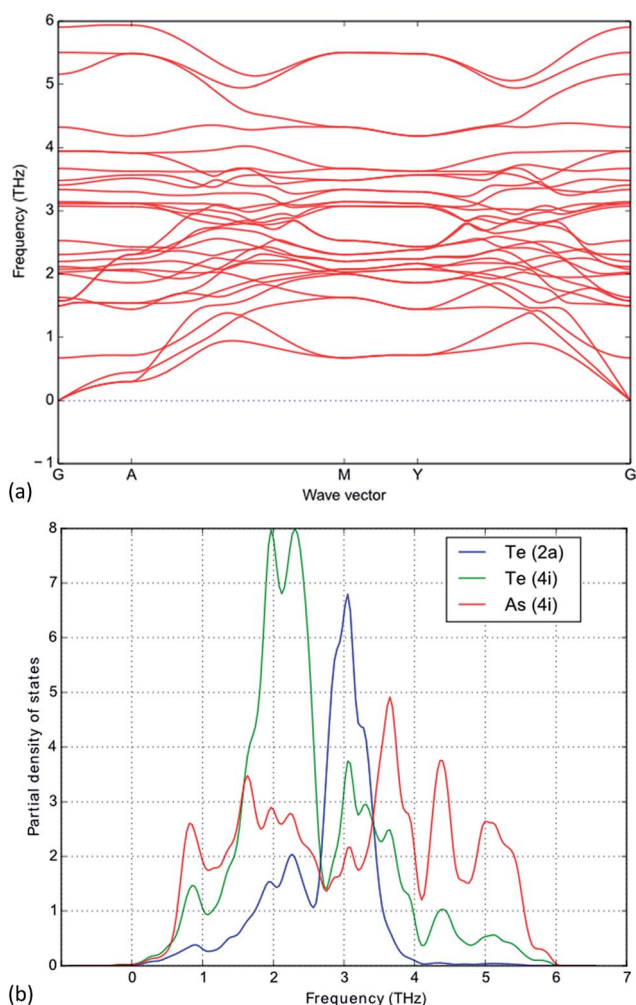 6
5
4
3
2
1
0
−1
Frequency (THz)
G A M Y G
Wave vector
(a)
8
7
6
5
4
3
2
1
0
Partial density of states
Te (2a)
Te (4i)
As (4i)
0 1 2 3 4 5 6 7
Frequency (THz)
(b)